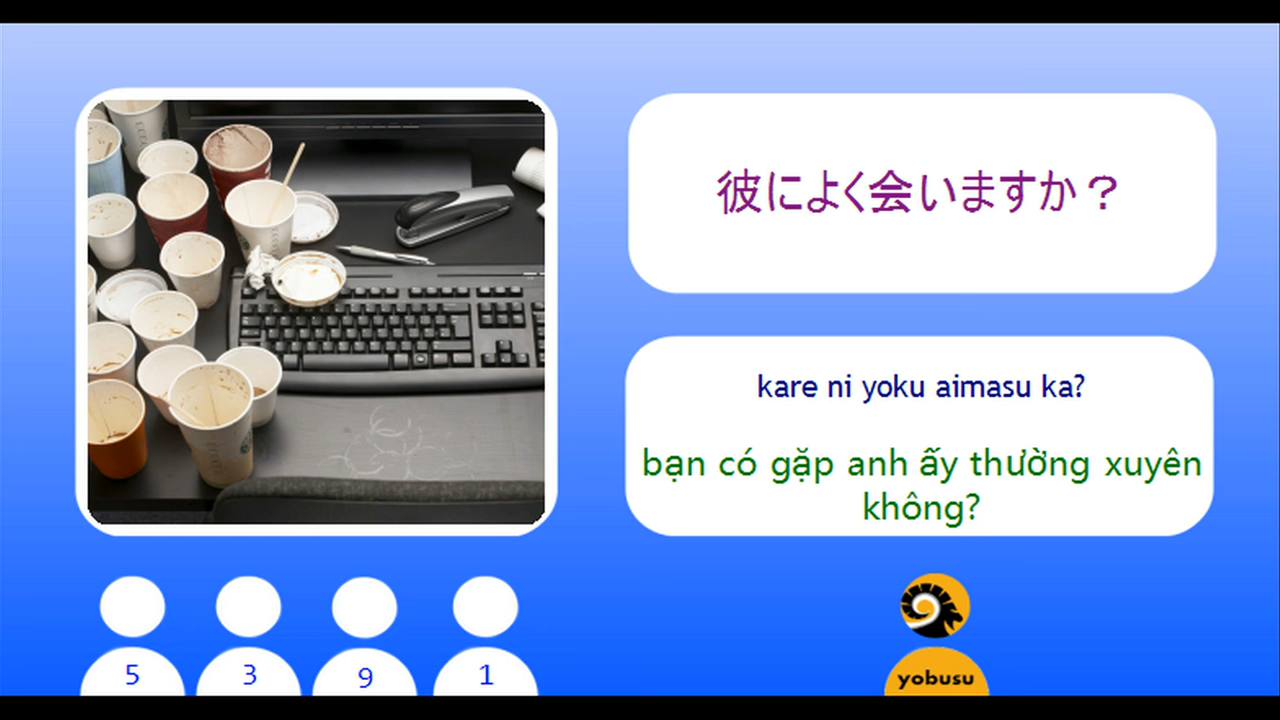 彼によく会いますか？
kare ni yoku aimasu ka?
bạn có gặp anh ấy thường xuyên
không?
5 3 9 1
yobusu